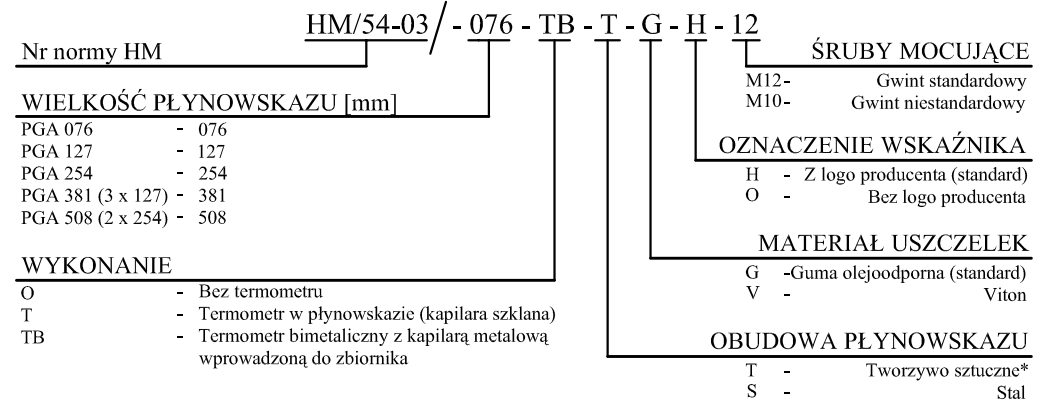 HM/54-03/ - 076 - TB - T - G - H - 12
Nr normy HM
WIELKOŚĆ PŁYNOWSKAZU [mm]
PGA 076 - 076
PGA 127 - 127
PGA 254 - 254
PGA 381 (3 x 127) - 381
PGA 508 (2 x 254) - 508
WYKONANIE
O - Bez termometru
T - Termometr w płynowskazie (kapilara szklana)
TB - Termometr bimetaliczny z kapilarą metalową
wprowadzoną do zbiornika
ŚRUBY MOCUJĄCE
M12- Gwint standardowy
M10- Gwint niestandardowy
OZNACZENIE WSKAŹNIKA
H - Z logo producenta (standard)
O - Bez logo producenta
MATERIAŁ USZCZELEK
G -Guma olejoodporna (standard)
V - Viton
OBUDOWA PŁYNOWSKAZU
T - Tworzywo sztuczne*
S - Stal